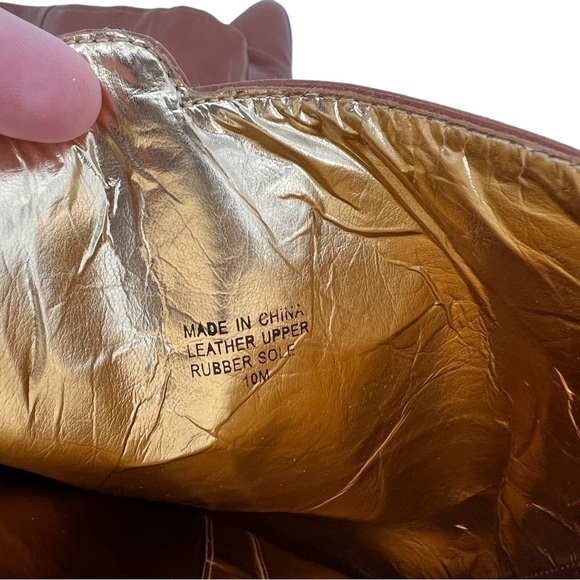 MADE IN CHINA
LEATHER UPPER
RUBBER SOLE
10M